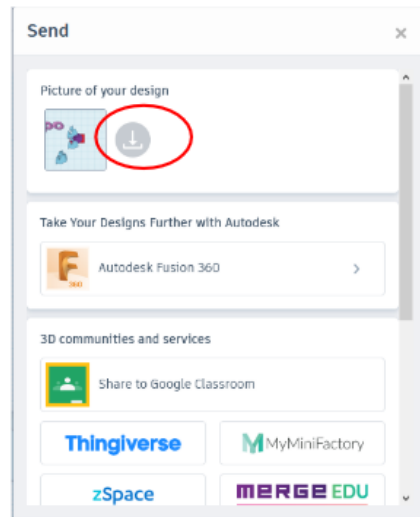 Send
×
Picture of your design
Take Your Designs Further with Autodesk
Autodesk Fusion 360
360
3D communities and services
Share to Google Classroom
Thingiverse
MyMiniFactory
zSpace
MERGE EDU